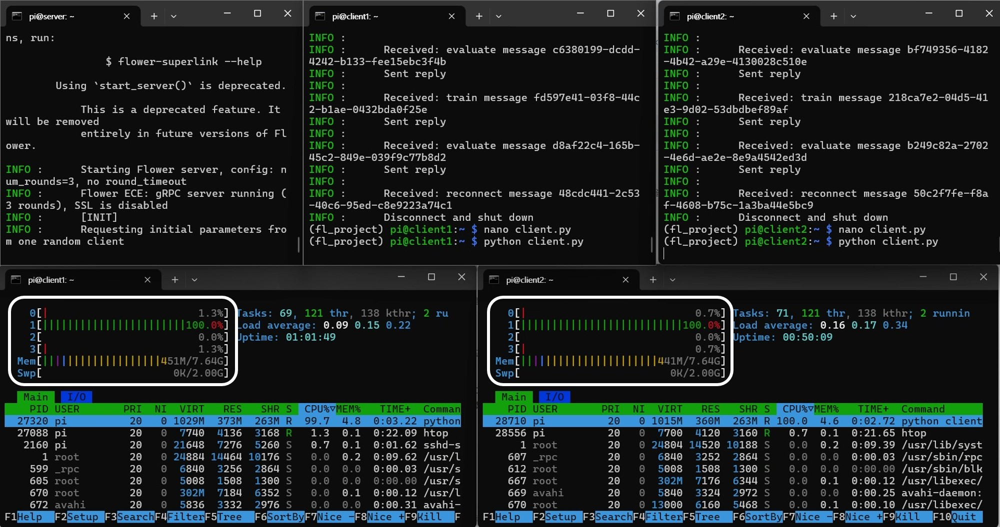 pi@server: ~
ns, run:
$ flower-superlink --help
Using `start_server()` is deprecated.
This is a deprecated feature. It
will be removed
entirely in future versions of Fl
ower.
INFO :      Starting Flower server, config: n
um_rounds=3, no round_timeout
INFO :      Flower ECE: gRPC server running (
3 rounds), SSL is disabled
INFO :      [INIT]
INFO :      Requesting initial parameters fro
m one random client
pi@client1: ~
INFO :
INFO :      Received: evaluate message c6380199-dcdd-
4242-b133-fee15ebc3f4b
INFO :      Sent reply
INFO :
INFO :      Received: train message fd597e41-03f8-44c
2-b1ae-0432bda0f25e
INFO :      Sent reply
INFO :
INFO :      Received: evaluate message d8af22c4-165b-
45c2-849e-039f9c77b8d2
INFO :      Sent reply
INFO :
INFO :      Received: reconnect message 48cdc441-2c53
-40c6-95ed-c8e9223a74c1
INFO :      Disconnect and shut down
(fl_project) pi@client1:~ $ nano client.py
(fl_project) pi@client1:~ $ python client.py
pi@client2: ~
INFO :
INFO :      Received: evaluate message bf749356-4182
-4b42-a29e-4130028c510e
INFO :      Sent reply
INFO :
INFO :      Received: train message 218ca7e2-04d5-41
e3-9d02-53dbdbef89af
INFO :      Sent reply
INFO :
INFO :      Received: evaluate message b249c82a-2702
-4e6d-ae2e-8e9a4542ed3d
INFO :      Sent reply
INFO :
INFO :      Received: reconnect message 50c2f7fe-f8a
f-4608-b75c-1a3ba44e5bc9
INFO :      Disconnect and shut down
(fl_project) pi@client2:~ $ nano client.py
(fl_project) pi@client2:~ $ python client.py
pi@client1: ~
0[| 1.3%] Tasks: 69, 121 thr, 138 kthr; 2 ru
1[|||||||||||||||||||||||100.0%] Load average: 0.09 0.15 0.22
2[ 0.0%] Uptime: 01:01:49
3[| 1.3%]
Mem[|||||||||||||||||||451M/7.64G]
Swp[ 0K/2.00G]
Main I/O
PID USER PRI NI VIRT RES SHR S CPU%▽MEM% TIME+ Comman
27320 pi 20 0 1029M 373M 263M R 99.7 4.8 0:03.22 python
27088 pi 20 0 7740 4136 3168 R 1.3 0.1 0:22.09 htop
2160 pi 20 0 21648 7276 5260 S 0.7 0.1 0:01.62 sshd-s
1 root 20 0 24884 14464 10176 S 0.0 0.2 0:09.62 /usr/l
599 _rpc 20 0 6840 3256 2864 S 0.0 0.0 0:00.03 /usr/s
605 root 20 0 5008 1508 1300 S 0.0 0.0 0:00.00 /usr/s
670 root 20 0 302M 7184 6352 S 0.0 0.1 0:00.12 /usr/l
672 avahi 20 0 5836 3332 2976 S 0.0 0.0 0:00.31 avahi-
F1Help F2Setup F3SearchF4FilterF5Tree F6SortByF7Nice -F8Nice +F9Kill F
pi@client2: ~
0[| 0.7%] Tasks: 71, 121 thr, 138 kthr; 2 runnin
1[||||||||||||||||||||||||||100.0%] Load average: 0.16 0.17 0.34
2[ 0.0%] Uptime: 00:50:09
3[| 0.7%]
Mem[||||||||||||||||||||||441M/7.64G]
Swp[ 0K/2.00G]
Main I/O
PID USER PRI NI VIRT RES SHR S CPU%▽MEM% TIME+ Command
28710 pi 20 0 1015M 360M 263M R 100.0 4.6 0:02.72 python client
28556 pi 20 0 7700 4120 3160 R 0.7 0.1 0:21.65 htop
1 root 20 0 24804 14520 10188 S 0.0 0.2 0:09.39 /usr/lib/syst
607 _rpc 20 0 6840 3252 2864 S 0.0 0.0 0:00.03 /usr/sbin/rpc
612 root 20 0 5008 1508 1300 S 0.0 0.0 0:00.00 /usr/sbin/blk
667 root 20 0 302M 7176 6344 S 0.0 0.1 0:00.12 /usr/libexec/
669 avahi 20 0 5840 3324 2972 S 0.0 0.0 0:00.25 avahi-daemon:
670 root 20 0 13000 6160 5468 S 0.0 0.1 0:00.10 /usr/libexec/
F1Help F2Setup F3SearchF4FilterF5Tree F6SortByF7Nice -F8Nice +F9Kill F10Quit